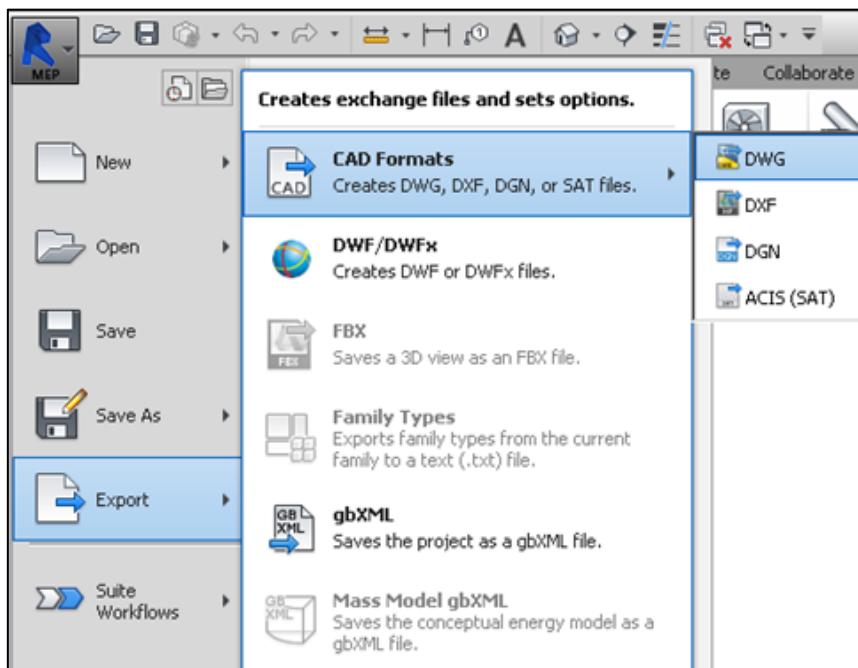 MEP
te Collaborate
Creates exchange files and sets options.
New
Open
Save
Save As
Export
Suite
Workflows
CAD
CAD Formats
Creates DWG, DXF, DGN, or SAT files.
DWF/DWFx
Creates DWF or DWFx files.
FBX
FBX
Saves a 3D view as an FBX file.
Family Types
Exports family types from the current
family to a text (.txt) file.
GB
XML
gbXML
Saves the project as a gbXML file.
GB
XML
Mass Model gbXML
Saves the conceptual energy model as a
gbXML file.
DWG
DXF
DGN
ACIS (SAT)